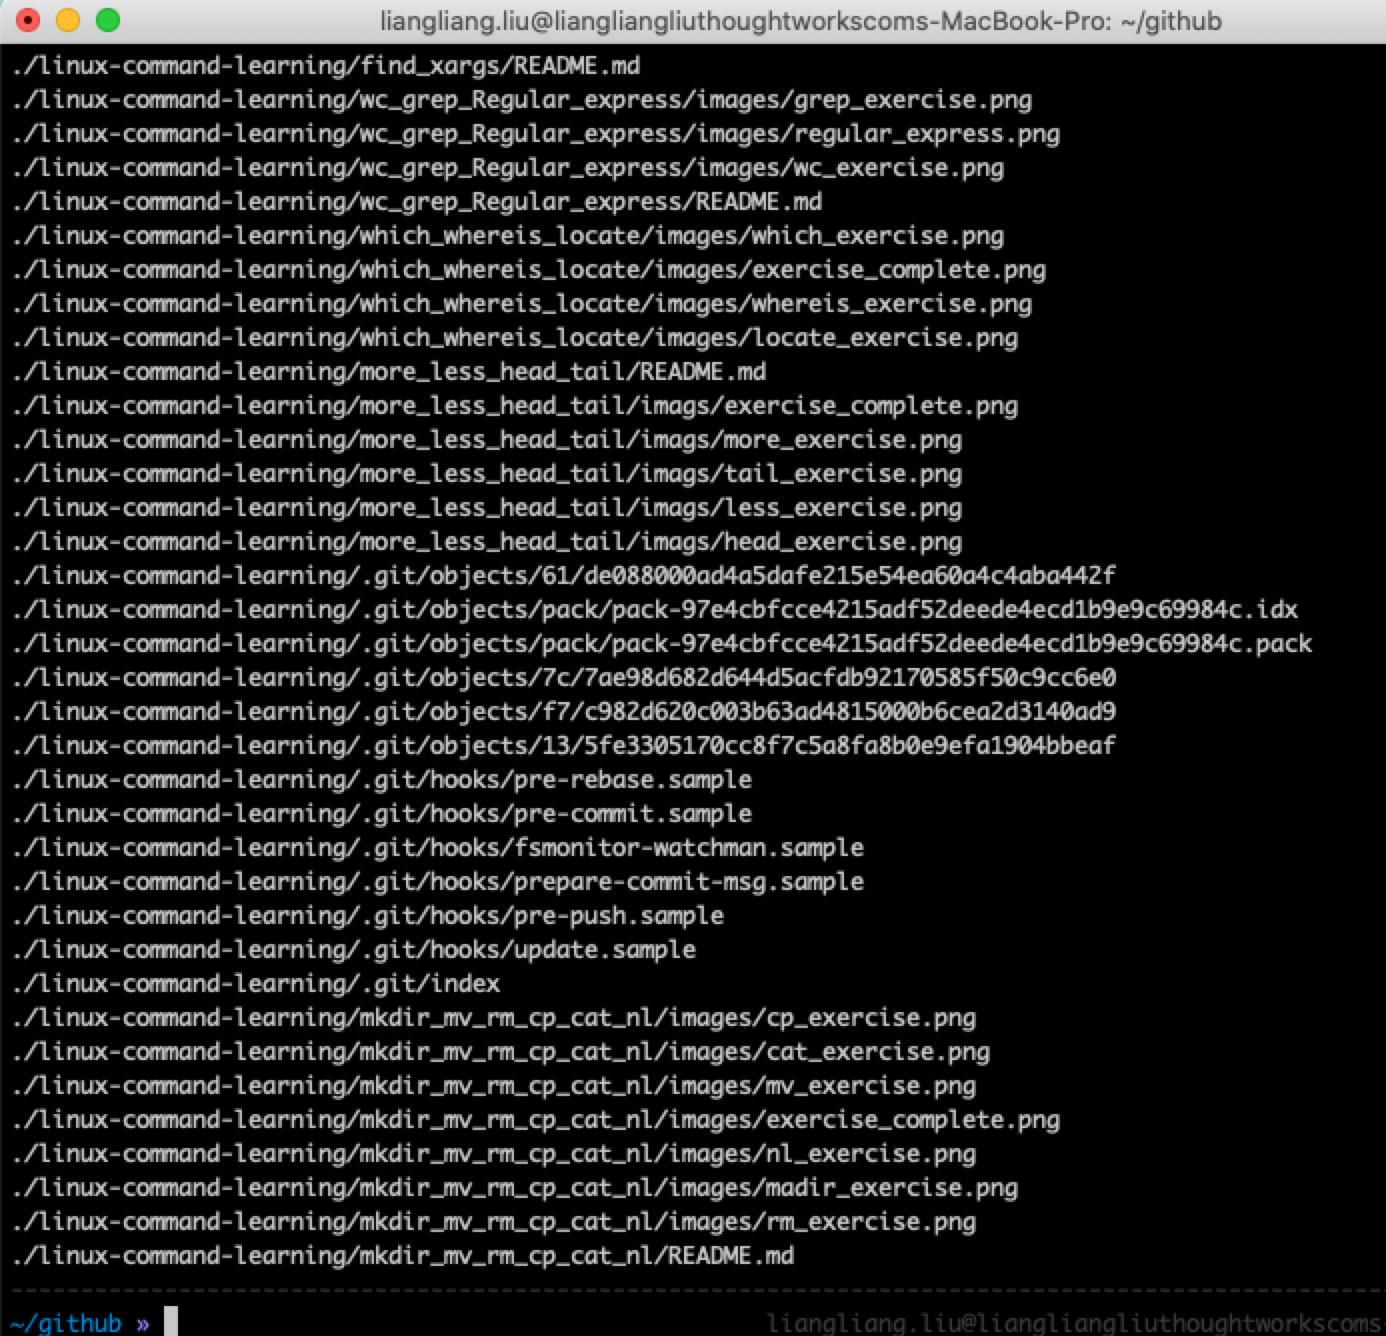 liangliang.liu@liangliangliuthoughtworkscoms-MacBook-Pro: ~/github
./linux-command-learning/find_xargs/README.md
./linux-command-learning/wc_grep_Regular_express/images/grep_exercise.png
./linux-command-learning/wc_grep_Regular_express/images/regular_express.png
./linux-command-learning/wc_grep_Regular_express/images/wc_exercise.png
./linux-command-learning/wc_grep_Regular_express/README.md
./linux-command-learning/which_whereis_locate/images/which_exercise.png
./linux-command-learning/which_whereis_locate/images/exercise_complete.png
./linux-command-learning/which_whereis_locate/images/whereis_exercise.png
./linux-command-learning/which_whereis_locate/images/locate_exercise.png
./linux-command-learning/more_less_head_tail/README.md
./linux-command-learning/more_less_head_tail/imags/exercise_complete.png
./linux-command-learning/more_less_head_tail/imags/more_exercise.png
./linux-command-learning/more_less_head_tail/imags/tail_exercise.png
./linux-command-learning/more_less_head_tail/imags/less_exercise.png
./linux-command-learning/more_less_head_tail/imags/head_exercise.png
./linux-command-learning/.git/objects/61/de088000ad4a5dafe215e54ea60a4c4aba442f
./linux-command-learning/.git/objects/pack/pack-97e4cbfcce4215adf52deede4ecd1b9e9c69984c.idx
./linux-command-learning/.git/objects/pack/pack-97e4cbfcce4215adf52deede4ecd1b9e9c69984c.pack
./linux-command-learning/.git/objects/7c/7ae98d682d644d5acfdb92170585f50c9cc6e0
./linux-command-learning/.git/objects/f7/c982d620c003b63ad4815000b6cea2d3140ad9
./linux-command-learning/.git/objects/13/5fe3305170cc8f7c5a8fa8b0e9efa1904bbeaf
./linux-command-learning/.git/hooks/pre-rebase.sample
./linux-command-learning/.git/hooks/pre-commit.sample
./linux-command-learning/.git/hooks/fsmonitor-watchman.sample
./linux-command-learning/.git/hooks/prepare-commit-msg.sample
./linux-command-learning/.git/hooks/pre-push.sample
./linux-command-learning/.git/hooks/update.sample
./linux-command-learning/.git/index
./linux-command-learning/mkdir_mv_rm_cp_cat_nl/images/cp_exercise.png
./linux-command-learning/mkdir_mv_rm_cp_cat_nl/images/cat_exercise.png
./linux-command-learning/mkdir_mv_rm_cp_cat_nl/images/mv_exercise.png
./linux-command-learning/mkdir_mv_rm_cp_cat_nl/images/exercise_complete.png
./linux-command-learning/mkdir_mv_rm_cp_cat_nl/images/nl_exercise.png
./linux-command-learning/mkdir_mv_rm_cp_cat_nl/images/madir_exercise.png
./linux-command-learning/mkdir_mv_rm_cp_cat_nl/images/rm_exercise.png
./linux-command-learning/mkdir_mv_rm_cp_cat_nl/README.md
~/github » liangliang.liu@liangliangliuthoughtworkscoms-